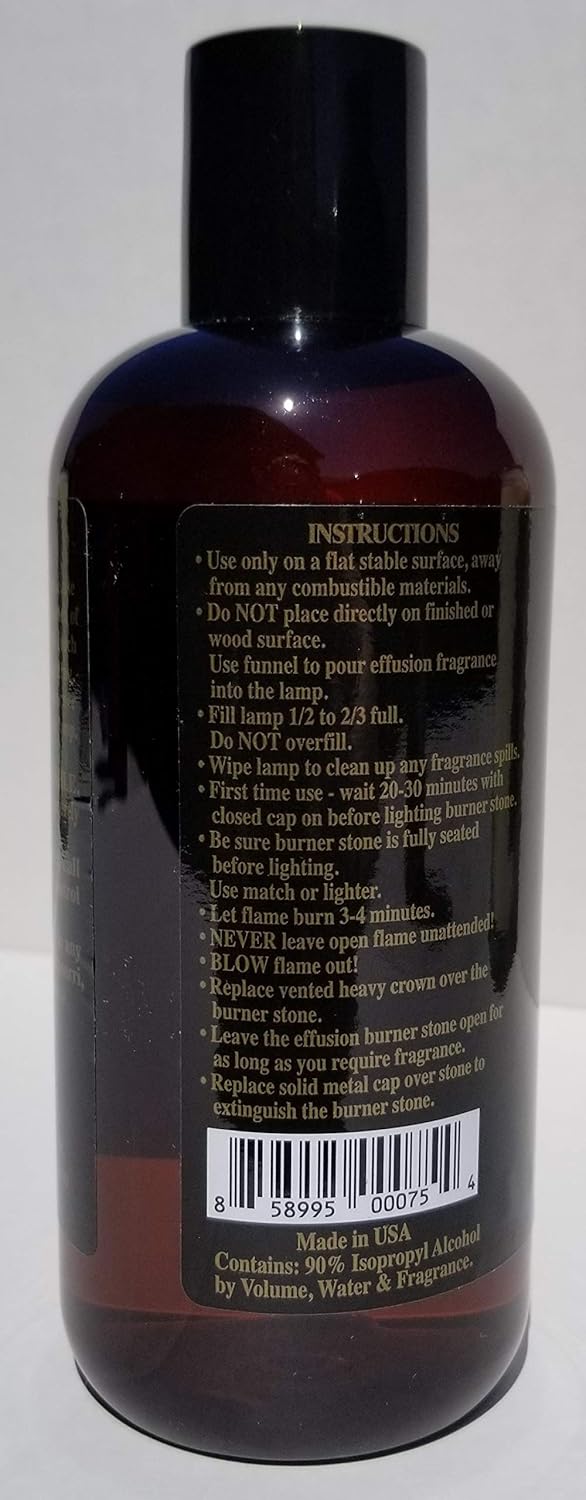 INSTRUCTIONS
• Use only on a flat stable surface, away
from any combustible materials.
• Do NOT place directly on finished or
wood surface.
Use funnel to pour effusion fragrance
into the lamp.
• Fill lamp 1/2 to 2/3 full.
Do NOT overfill.
• Wipe lamp to clean up any fragrance spills.
• First time use - wait 20-30 minutes with
closed cap on before lighting burner stone.
• Be sure burner stone is fully seated
before lighting.
Use match or lighter.
• Let flame burn 3-4 minutes.
• NEVER leave open flame unattended!
• BLOW flame out!
• Replace vented heavy crown over the
burner stone.
• Leave the effusion burner stone open for
as long as you require fragrance.
• Replace solid metal cap over stone to
extinguish the burner stone.
8 58995 00075 4
Made in USA
Contains: 90% Isopropyl Alcohol
by Volume, Water & Fragrance.